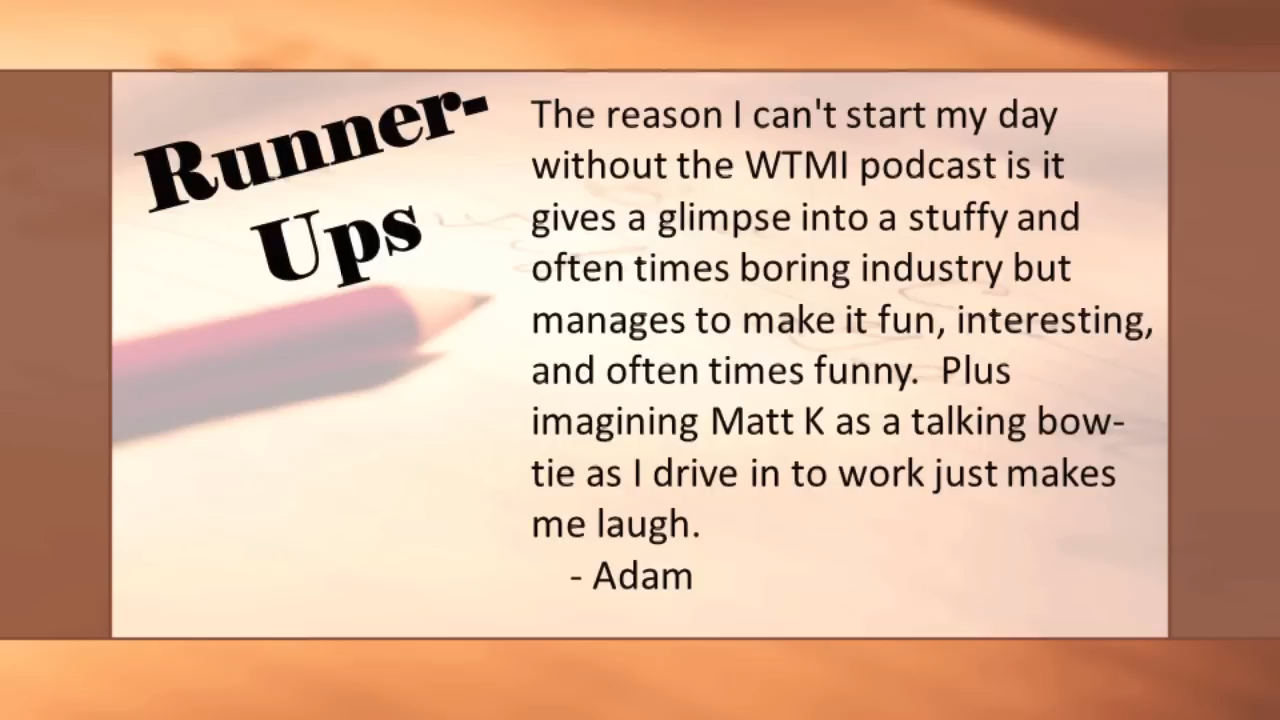 Runner-
Ups
The reason I can't start my day
without the WTMI podcast is it
gives a glimpse into a stuffy and
often times boring industry but
manages to make it fun, interesting,
and often times funny.  Plus
imagining Matt K as a talking bow-
tie as I drive in to work just makes
me laugh.
- Adam